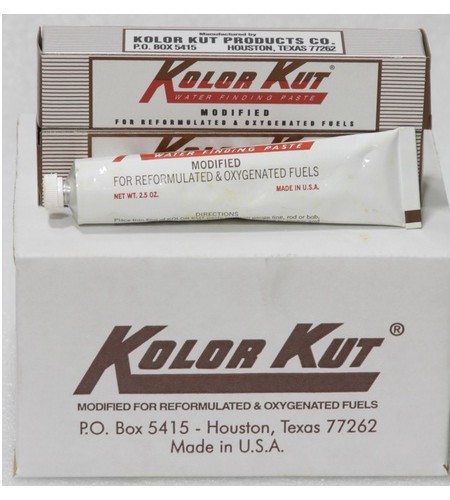 Manufactured by
KOLOR KUT PRODUCTS CO.
P.O. BOX 5415 HOUSTON, TEXAS 77262
KOLOR KUT®
WATER FINDING PASTE
MODIFIED
FOR REFORMULATED & OXYGENATED FUELS
KOLOR KUT
WATER FINDING PASTE
MODIFIED
FOR REFORMULATED & OXYGENATED FUELS
NET WT. 2.5 OZ. MADE IN U.S.A.
DIRECTIONS
KOLOR KUT®
MODIFIED FOR REFORMULATED & OXYGENATED FUELS
P.O. Box 5415 - Houston, Texas 77262
Made in U.S.A.